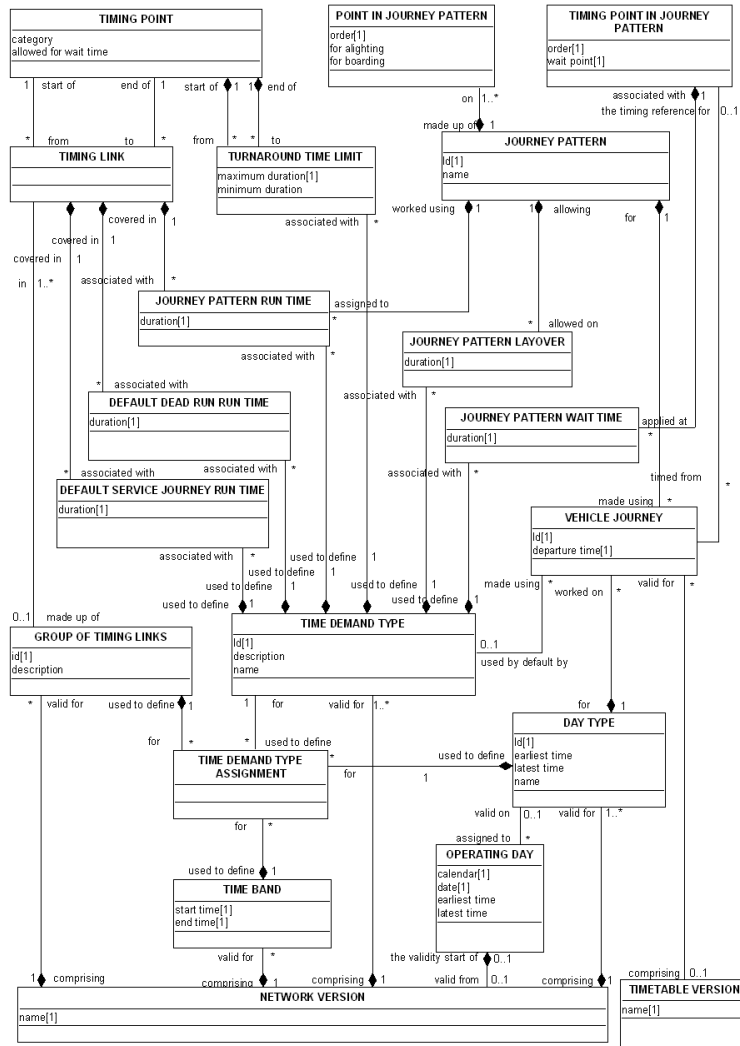 TIMING POINT
category
allowed for wait time
POINT IN JOURNEY PATTERN
order[1]
for alighting
for boarding
TIMING POINT IN JOURNEY
PATTERN
order[1]
wait point[1]
1 start of end of 1 start of 1 1 end of
on 1..*
associated with 1
the timing reference for 0..1
* from to * from * * to
made up of 1
TIMING LINK
TURNAROUND TIME LIMIT
maximum duration[1]
minimum duration
JOURNEY PATTERN
Id[1]
name
covered in 1
covered in 1
covered in 1
in 1..*
associated with *
worked using 1
1 allowing
for 1
associated with *
JOURNEY PATTERN RUN TIME
duration[1]
assigned to
*
* allowed on
associated with *
JOURNEY PATTERN LAYOVER
duration[1]
associated with *
* associated with
DEFAULT DEAD RUN RUN TIME
duration[1]
JOURNEY PATTERN WAIT TIME
duration[1]
applied at
*
* associated with
associated with *
associated with *
DEFAULT SERVICE JOURNEY RUN TIME
duration[1]
timed from *
made using *
VEHICLE JOURNEY
Id[1]
departure time[1]
associated with *
used to define 1
used to define 1
used to define 1
used to define 1
used to define 1
used to define 1
made using *
worked on *
valid for *
0..1 made up of
GROUP OF TIMING LINKS
id[1]
description
TIME DEMAND TYPE
Id[1]
description
name
0..1
used by default by
* valid for
used to define 1
1 for
valid for 1..*
for 1
DAY TYPE
Id[1]
earliest time
latest time
name
for *
* used to define
TIME DEMAND TYPE
ASSIGNMENT
*
for
1
used to define
valid on 0..1
valid for 1..*
for *
assigned to *
OPERATING DAY
calendar[1]
date[1]
earliest time
latest time
used to define 1
TIME BAND
start time[1]
end time[1]
valid for *
the validity start of 0..1
valid from 0..1
1 comprising
comprising 1
comprising 1
comprising 1
comprising 0..1
NETWORK VERSION
name[1]
TIMETABLE VERSION
name[1]